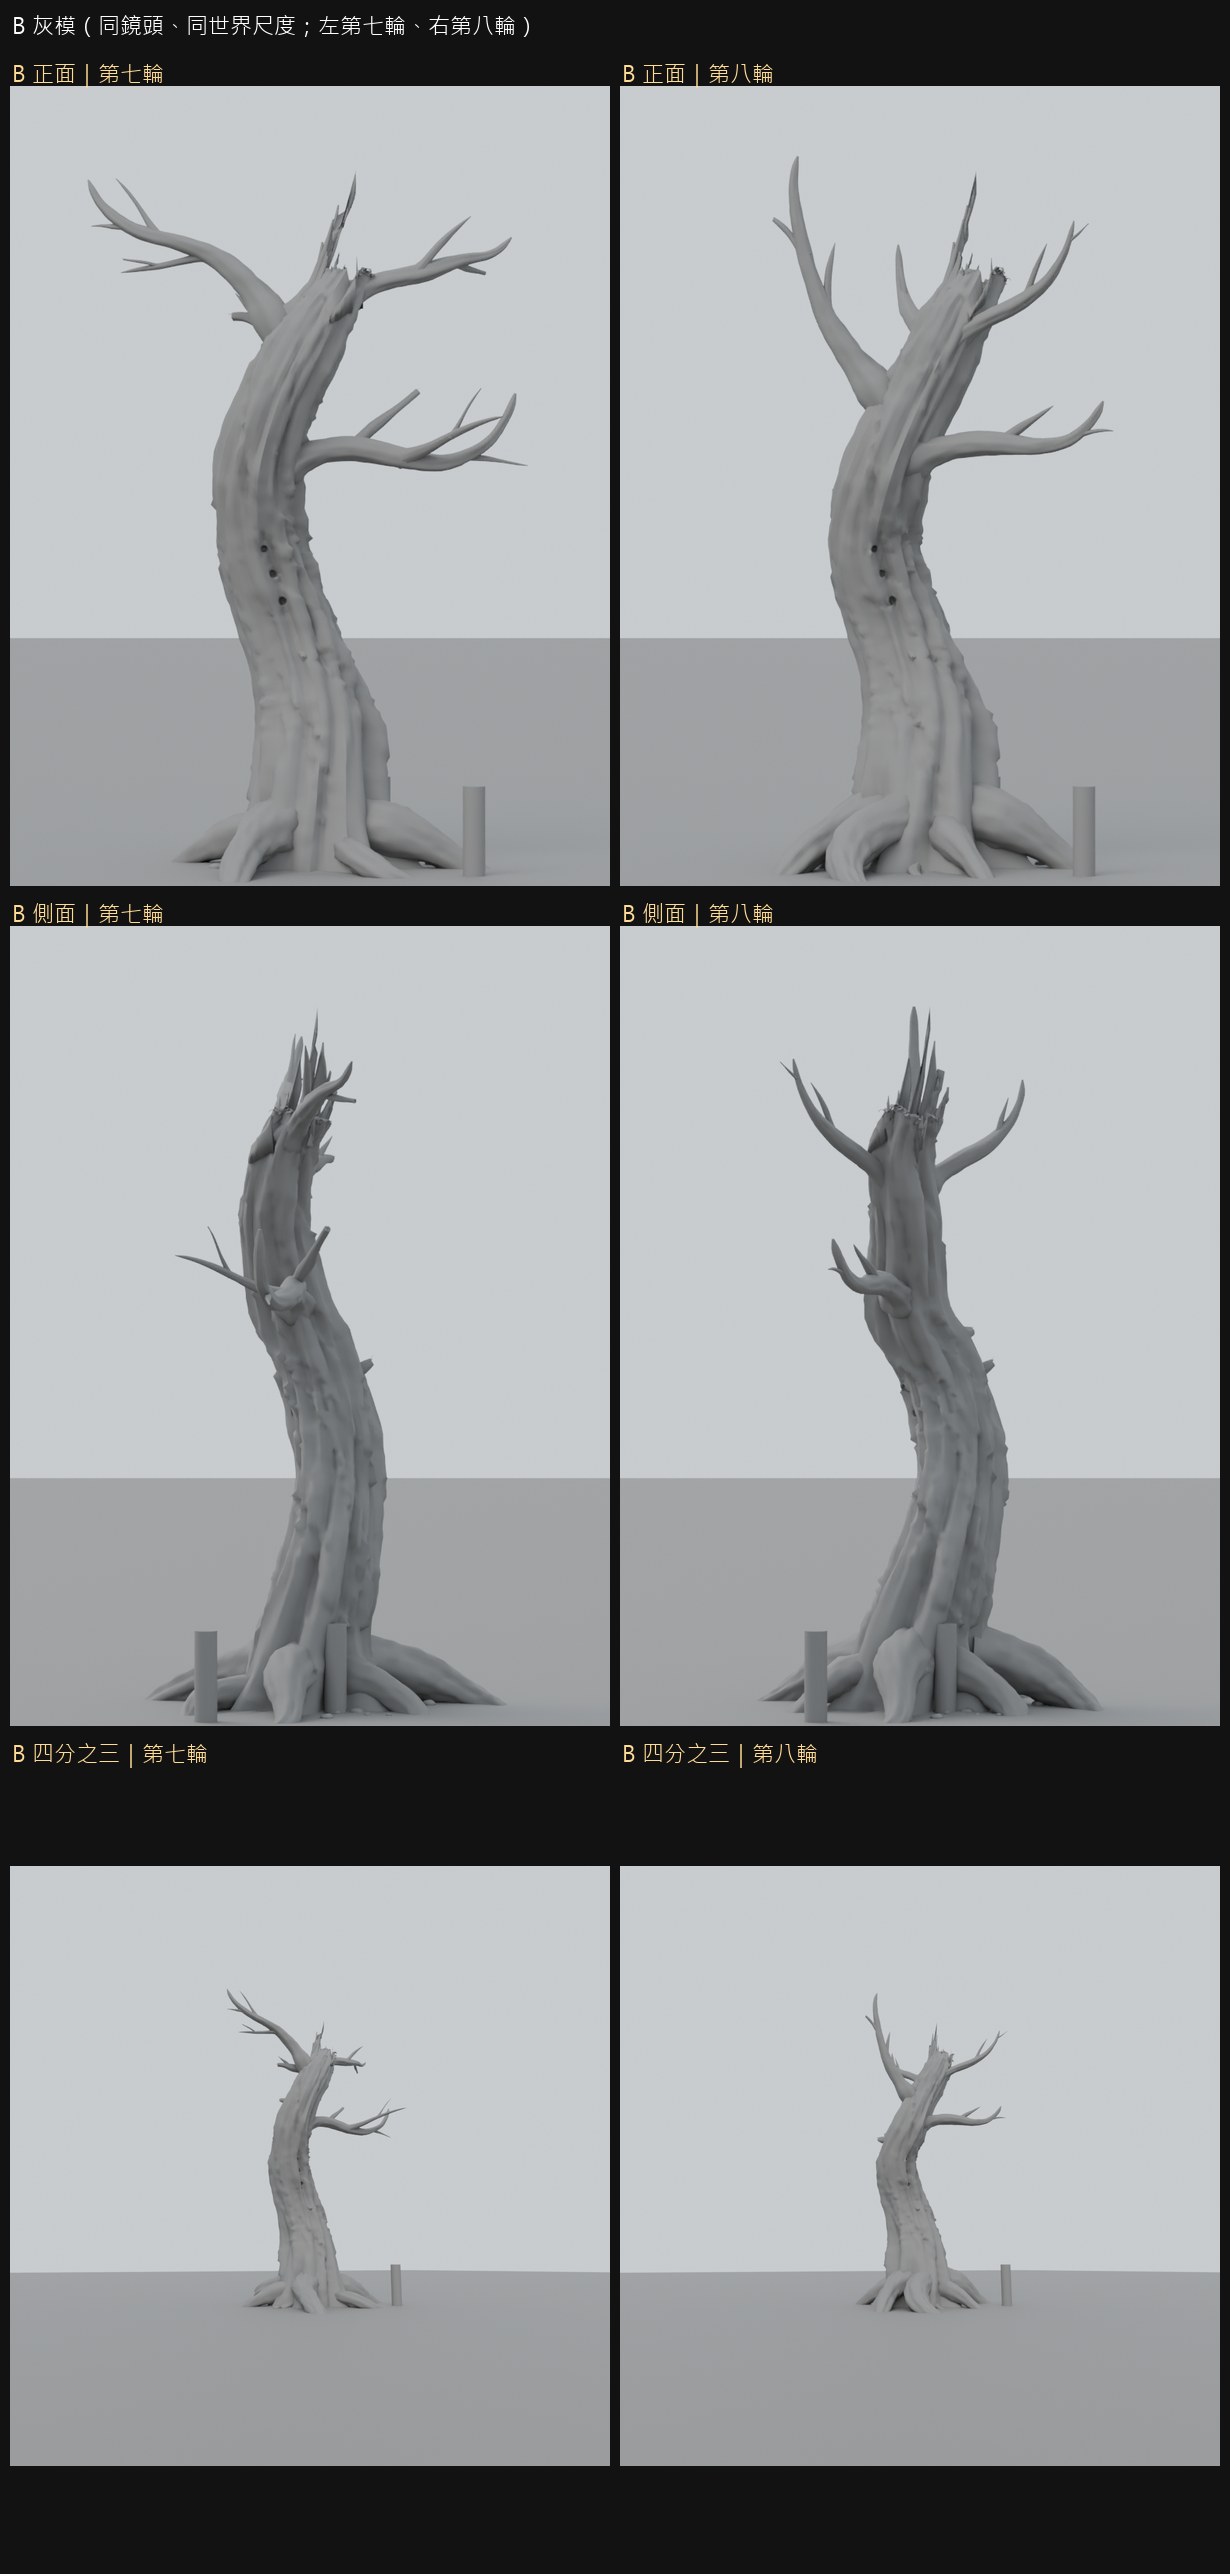 B 灰模（同鏡頭、同世界尺度；左第七輪、右第八輪）
B 正面｜第七輪
B 正面｜第八輪
B 側面｜第七輪
B 側面｜第八輪
B 四分之三｜第七輪
B 四分之三｜第八輪